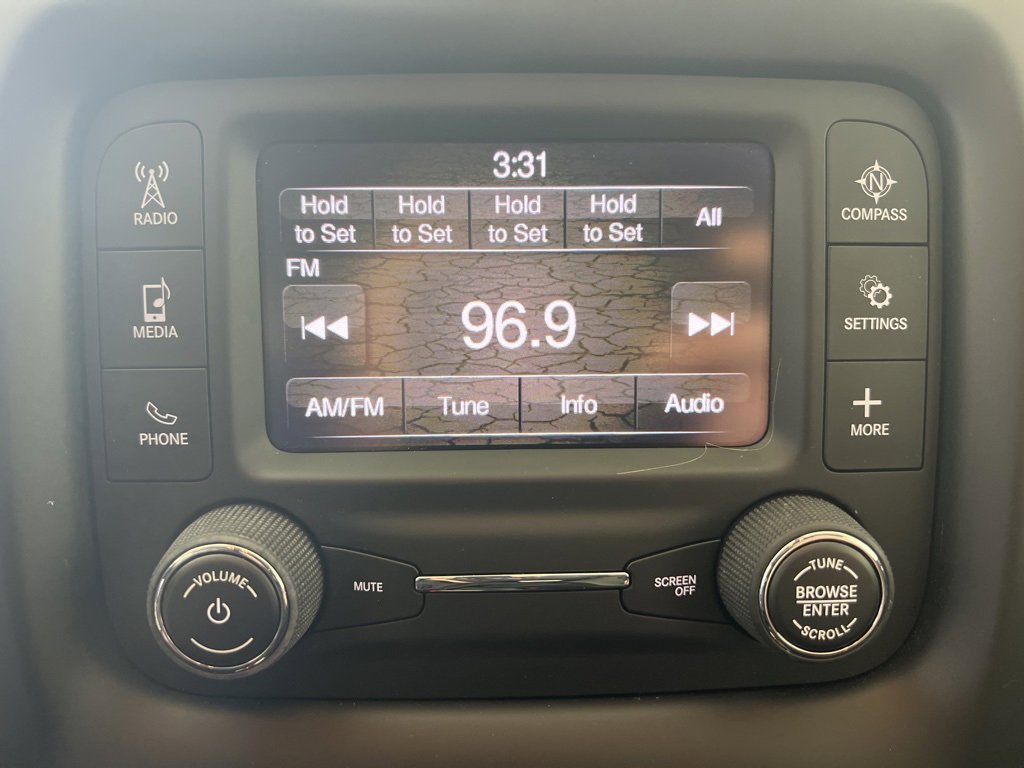 3:31
Hold to Set
Hold to Set
Hold to Set
Hold to Set
All
FM
96.9
AM/FM
Tune
Info
Audio
RADIO
MEDIA
PHONE
N
COMPASS
SETTINGS
MORE
VOLUME
MUTE
SCREEN
OFF
TUNE
BROWSE
ENTER
SCROLL